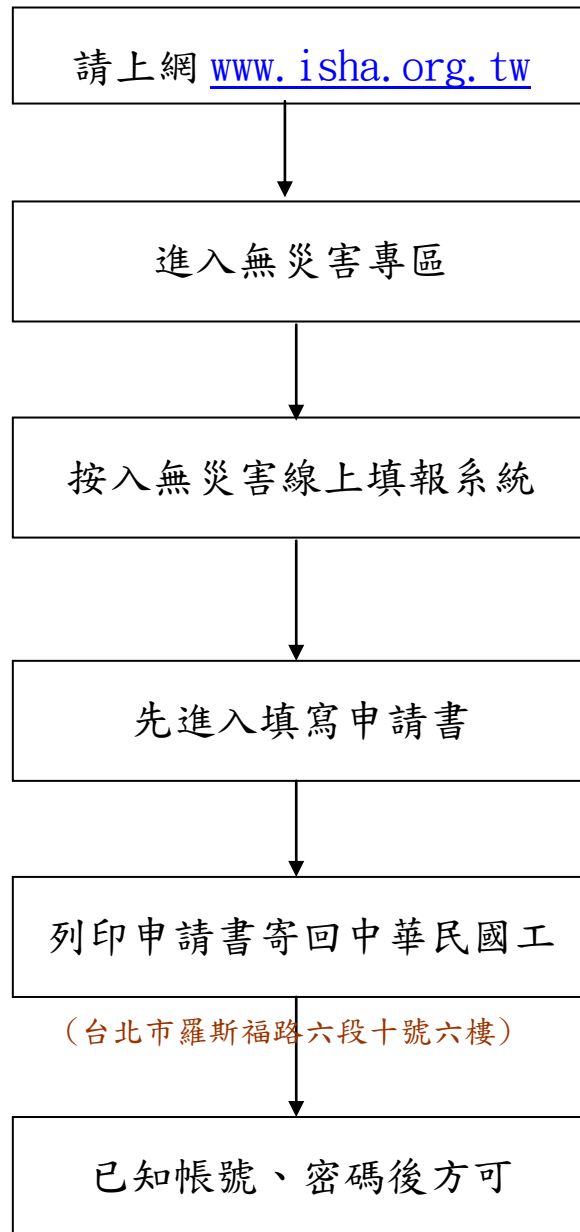 請上網 www.isha.org.tw
進入無災害專區
按入無災害線上填報系統
先進入填寫申請書
列印申請書寄回中華民國工
（台北市羅斯福路六段十號六樓）
已知帳號、密碼後方可